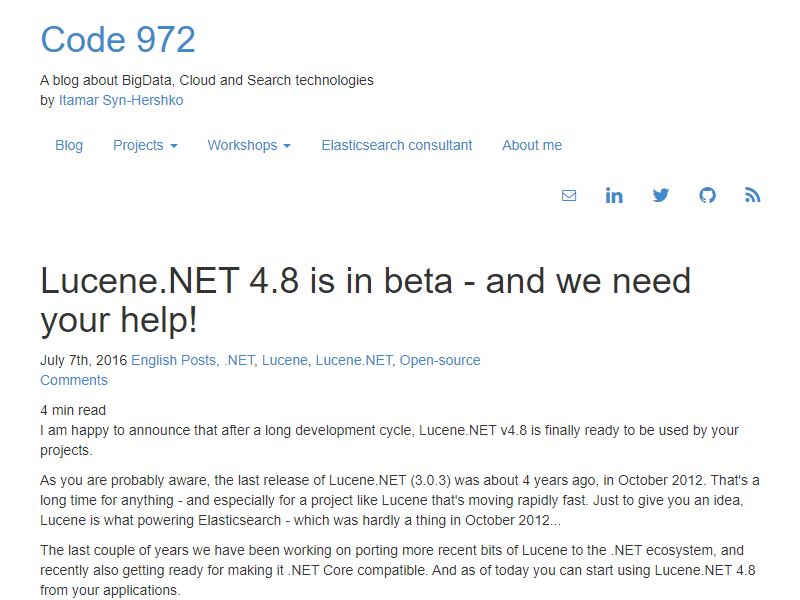 Code 972
A blog about BigData, Cloud and Search technologies
by Itamar Syn-Hershko
Blog Projects Workshops Elasticsearch consultant About me
Lucene.NET 4.8 is in beta - and we need
your help!
July 7th, 2016 English Posts, .NET, Lucene, Lucene.NET, Open-source
Comments
4 min read
I am happy to announce that after a long development cycle, Lucene.NET v4.8 is finally ready to be used by your
projects.
As you are probably aware, the last release of Lucene.NET (3.0.3) was about 4 years ago, in October 2012. That's a
long time for anything - and especially for a project like Lucene that's moving rapidly fast. Just to give you an idea,
Lucene is what powering Elasticsearch - which was hardly a thing in October 2012...
The last couple of years we have been working on porting more recent bits of Lucene to the .NET ecosystem, and
recently also getting ready for making it .NET Core compatible. And as of today you can start using Lucene.NET 4.8
from your applications.